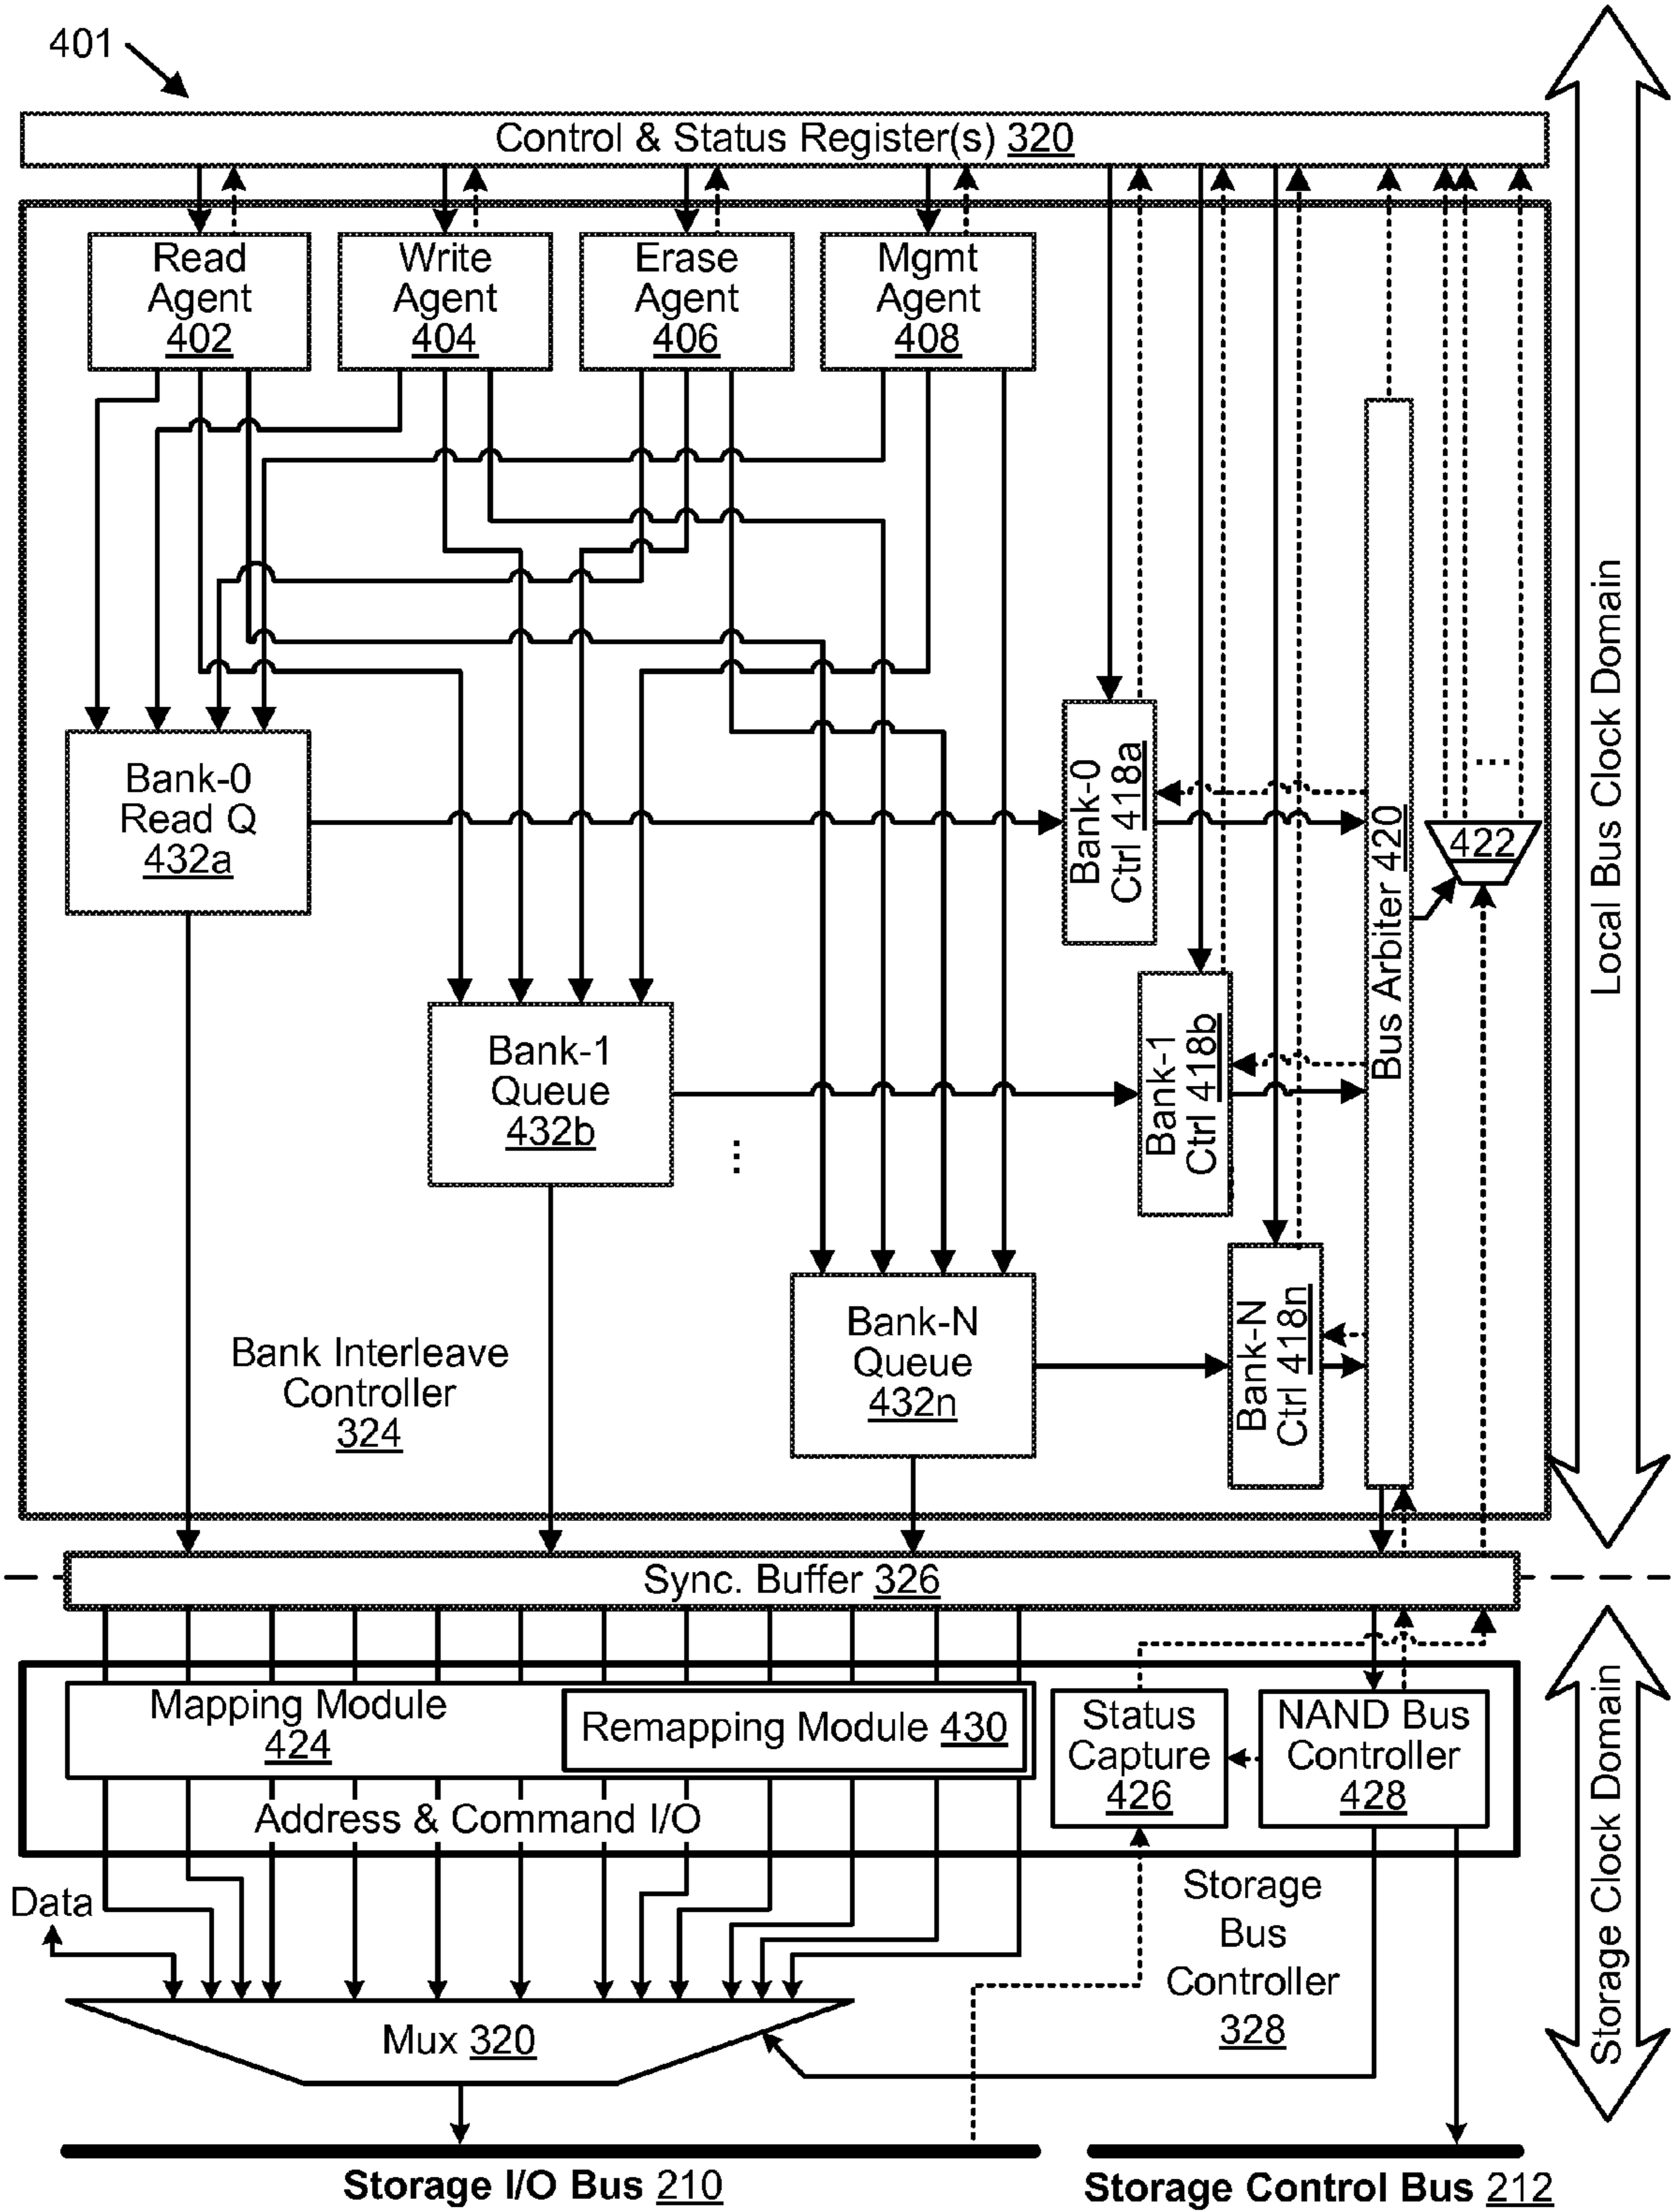 401
Control & Status Register(s) 320
Read
Agent
402
Write
Agent
404
Erase
Agent
406
Mgmt
Agent
408
Bank-0
Read Q
432a
Bank-0
Ctrl 418a
Bus Arbiter 420
...
422
Local Bus Clock Domain
Bank-1
Queue
432b
...
Bank-1
Ctrl 418b
Bank Interleave
Controller
324
Bank-N
Queue
432n
Bank-N
Ctrl 418n
Sync. Buffer 326
Mapping Module
424
Remapping Module 430
Status
Capture
426
NAND Bus
Controller
428
Address & Command I/O
Data
Storage
Bus
Controller
328
Storage Clock Domain
Mux 320
Storage I/O Bus 210
Storage Control Bus 212